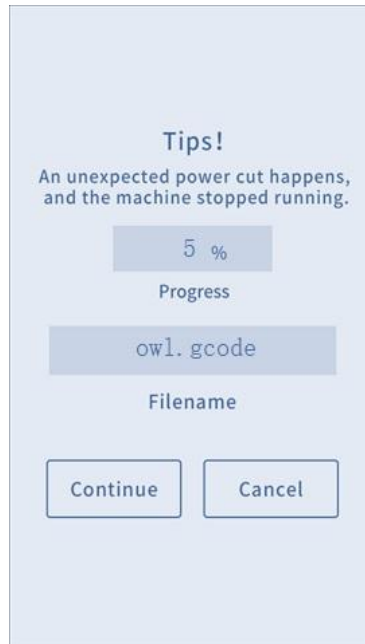 Tips!
An unexpected power cut happens,
and the machine stopped running.
5 %
Progress
owl.gcode
Filename
Continue Cancel